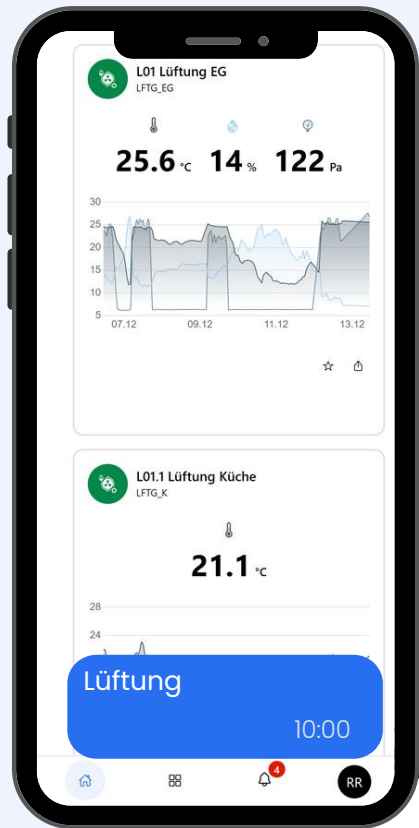 L01 Lüftung EG
LFTG_EG
25.6 °C 14 % 122 Pa
30
25
20
15
10
5
07.12 09.12 11.12 13.12
L01.1 Lüftung Küche
LFTG_K
21.1 °C
28
24
Lüftung
10:00
4
RR